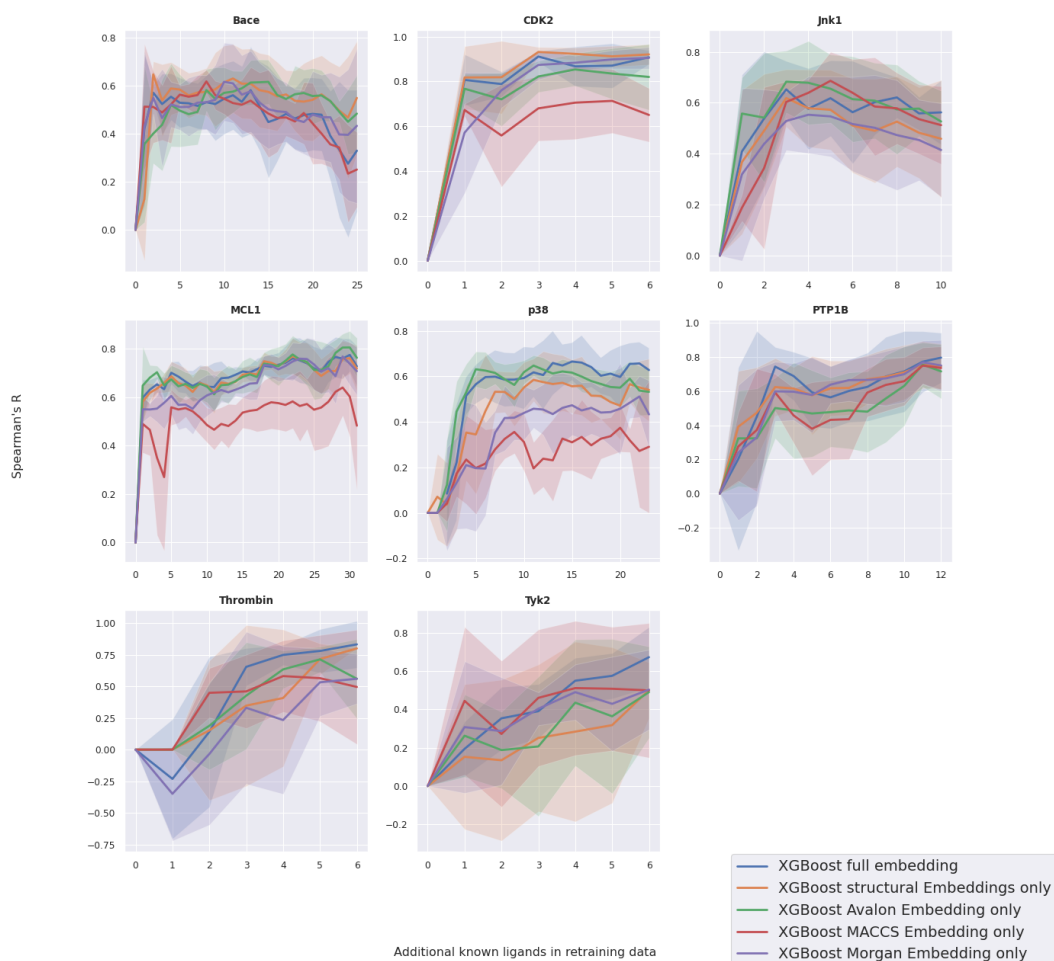 Bace
0.8
0.6
0.4
0.2
0.0
0 5 10 15 20 25
CDK2
1.0
0.8
0.6
0.4
0.2
0.0
0 1 2 3 4 5 6
Jnk1
0.8
0.6
0.4
0.2
0.0
0 2 4 6 8 10
MCL1
0.8
0.6
0.4
0.2
0.0
0 5 10 15 20 25 30
p38
0.8
0.6
0.4
0.2
0.0
−0.2
0 5 10 15 20
PTP1B
1.0
0.8
0.6
0.4
0.2
0.0
−0.2
0 2 4 6 8 10 12
Spearman's R
Thrombin
1.00
0.75
0.50
0.25
0.00
−0.25
−0.50
−0.75
0 1 2 3 4 5 6
Tyk2
0.8
0.6
0.4
0.2
0.0
−0.2
0 1 2 3 4 5 6
XGBoost full embedding
XGBoost structural Embeddings only
XGBoost Avalon Embedding only
XGBoost MACCS Embedding only
XGBoost Morgan Embedding only
Additional known ligands in retraining data